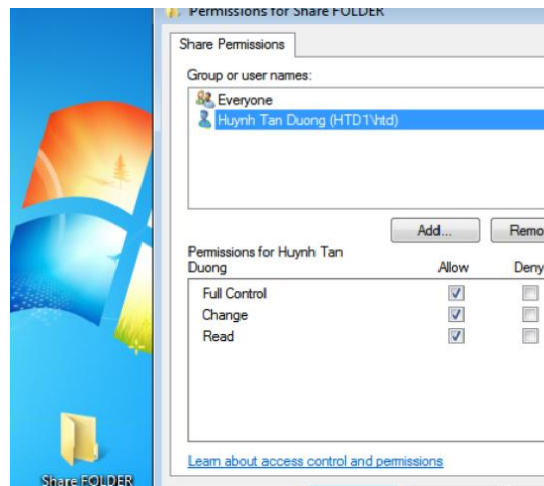 Permissions for Share FOLDER
Share Permissions
Group or user names:
Everyone
Huynh Tan Duong (HTD1\htd)
Add...
Remo
Permissions for Huynh Tan
Duong
Allow
Deny
Full Control
Change
Read
Learn about access control and permissions
Share FOLDER